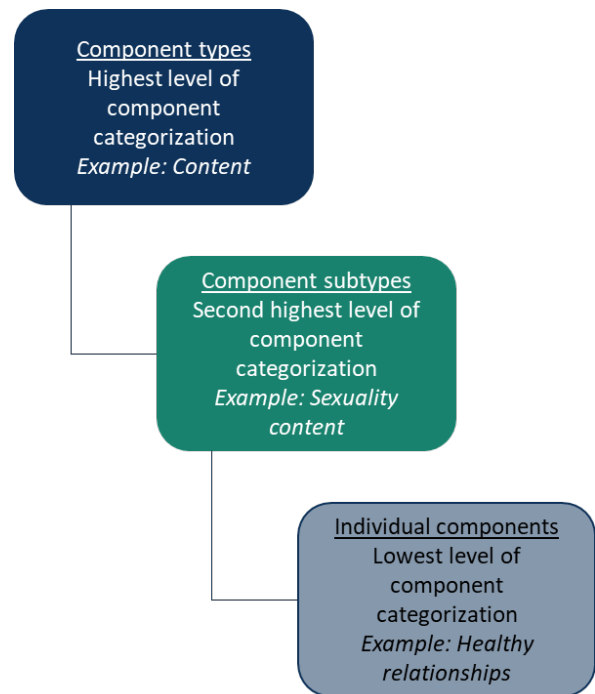 Component types
Highest level of
component
categorization
Example: Content
Component subtypes
Second highest level of
component
categorization
Example: Sexuality
content
Individual components
Lowest level of
component
categorization
Example: Healthy
relationships